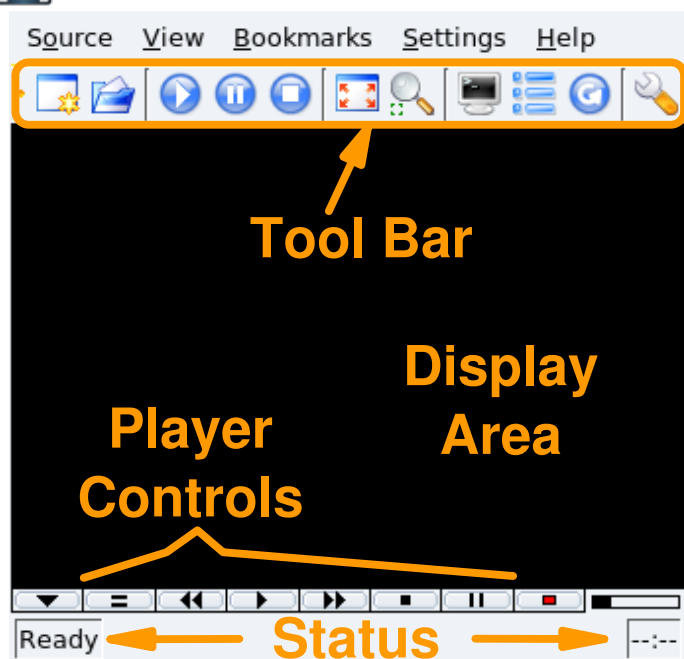 Source View Bookmarks Settings Help
Tool Bar
Display
Area
Player
Controls
Ready Status --:--